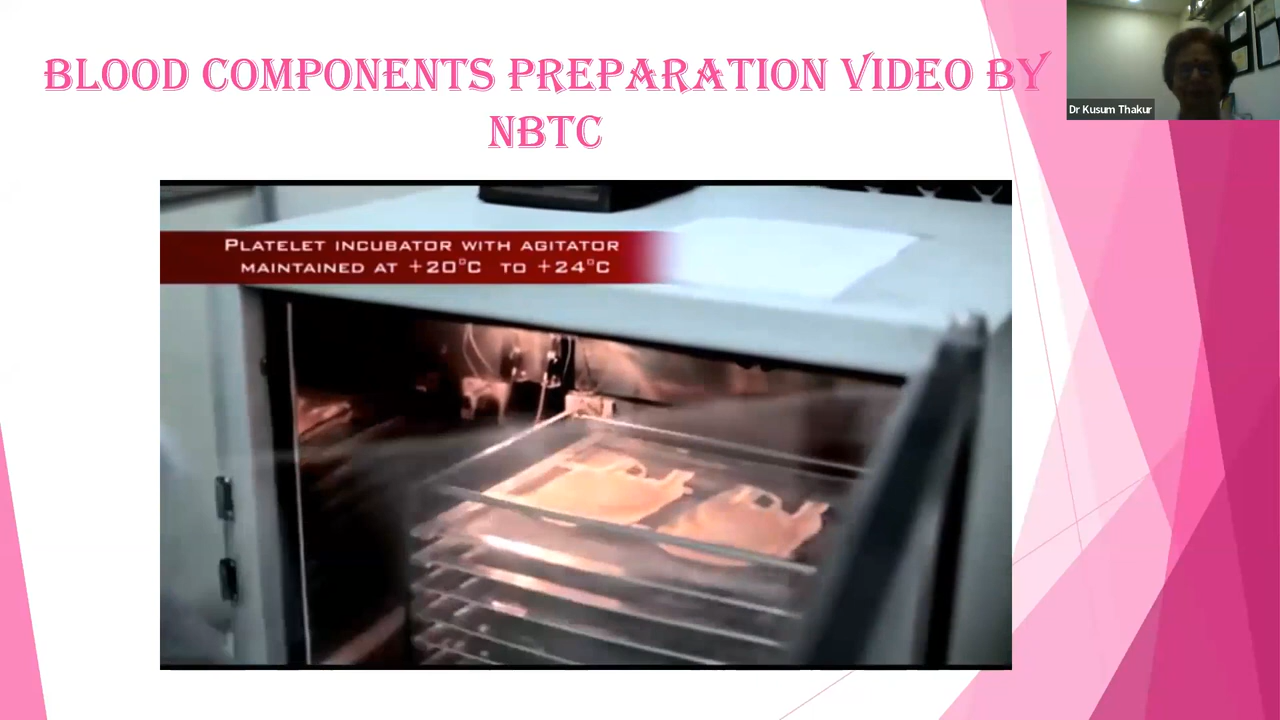 BLOOD COMPONENTS PREPARATION VIDEO BY
NBTC
Dr Kusum Thakur
PLATELET INCUBATOR WITH AGITATOR
MAINTAINED AT +20°C TO +24°C